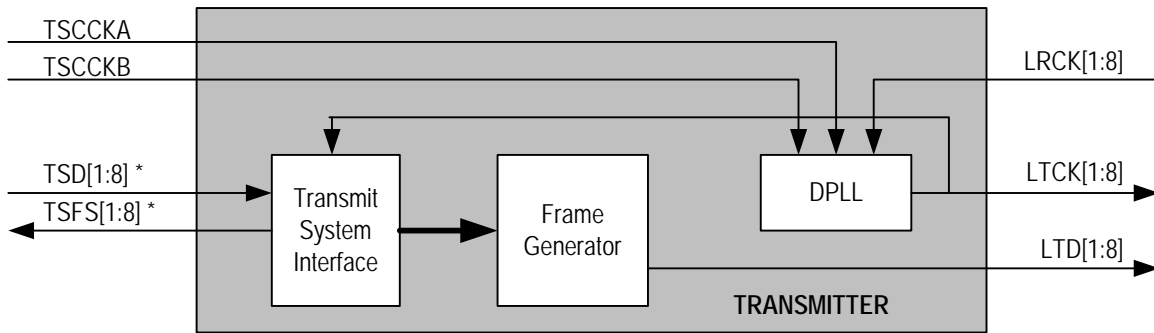 TSCCKA
TSCCKB
LRCK[1:8]
TSD[1:8] *
TSFS[1:8] *
Transmit
System
Interface
Frame
Generator
DPLL
LTCK[1:8]
LTD[1:8]
TRANSMITTER